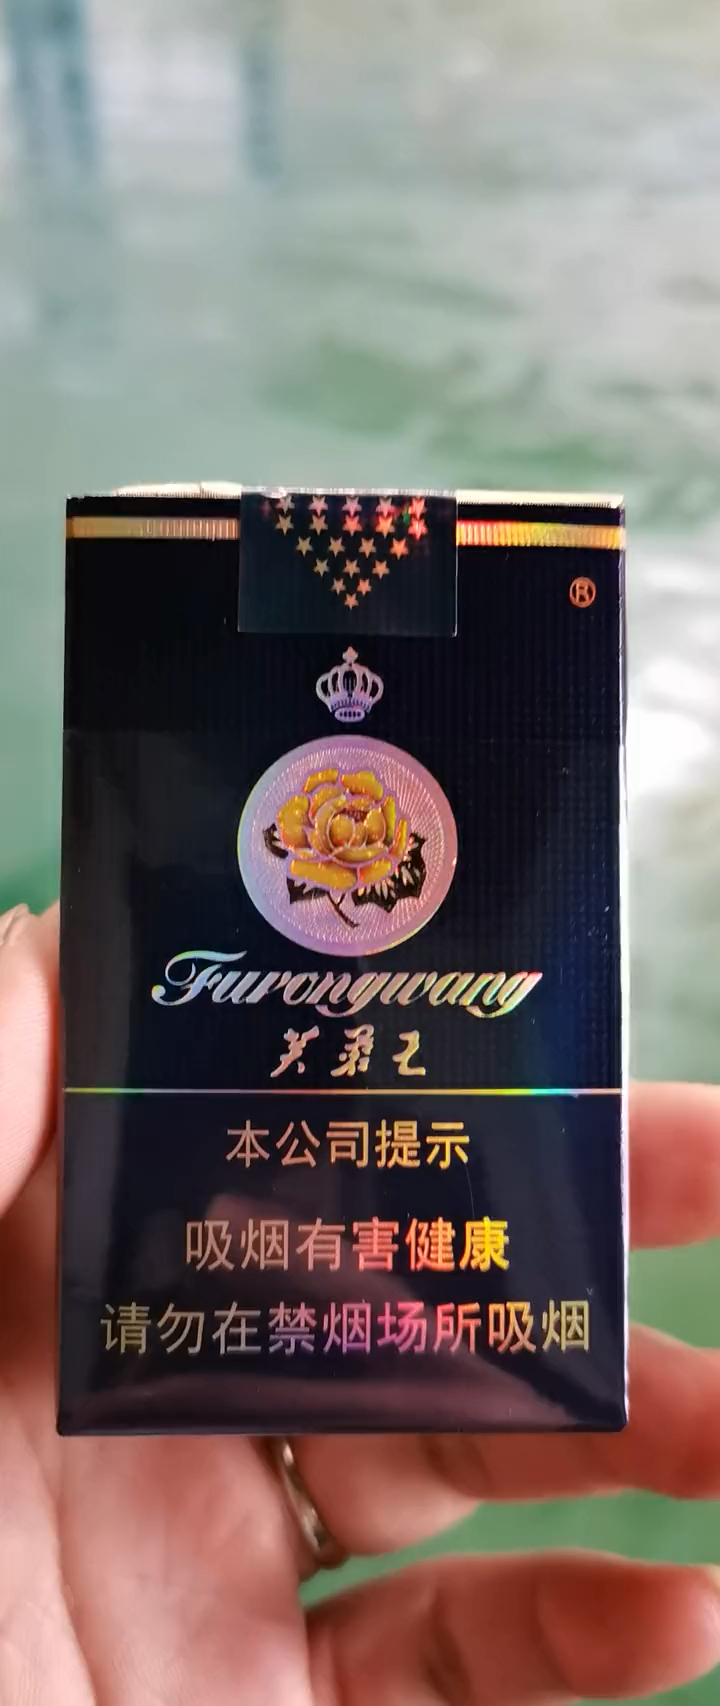 ®
Furongwang
芙蓉王
本公司提示
吸烟有害健康
请勿在禁烟场所吸烟